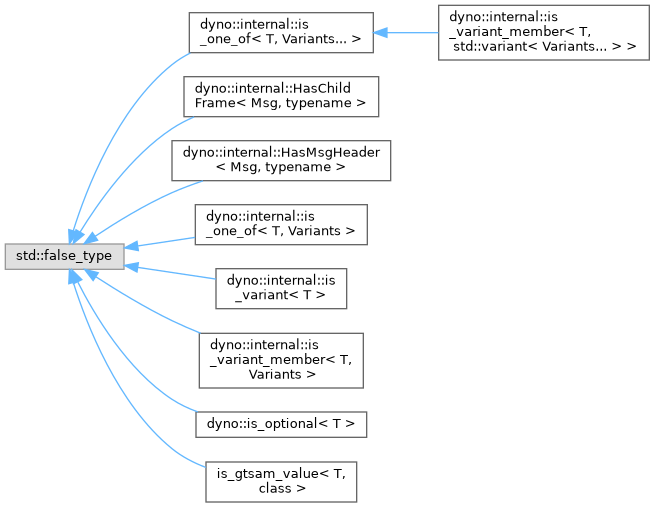 dyno::internal::is
_one_of< T, Variants... >
dyno::internal::is
_variant_member< T,
std::variant< Variants... > >
dyno::internal::HasChild
Frame< Msg, typename >
dyno::internal::HasMsgHeader
< Msg, typename >
dyno::internal::is
_one_of< T, Variants >
std::false_type
dyno::internal::is
_variant< T >
dyno::internal::is
_variant_member< T,
Variants >
dyno::is_optional< T >
is_gtsam_value< T,
class >